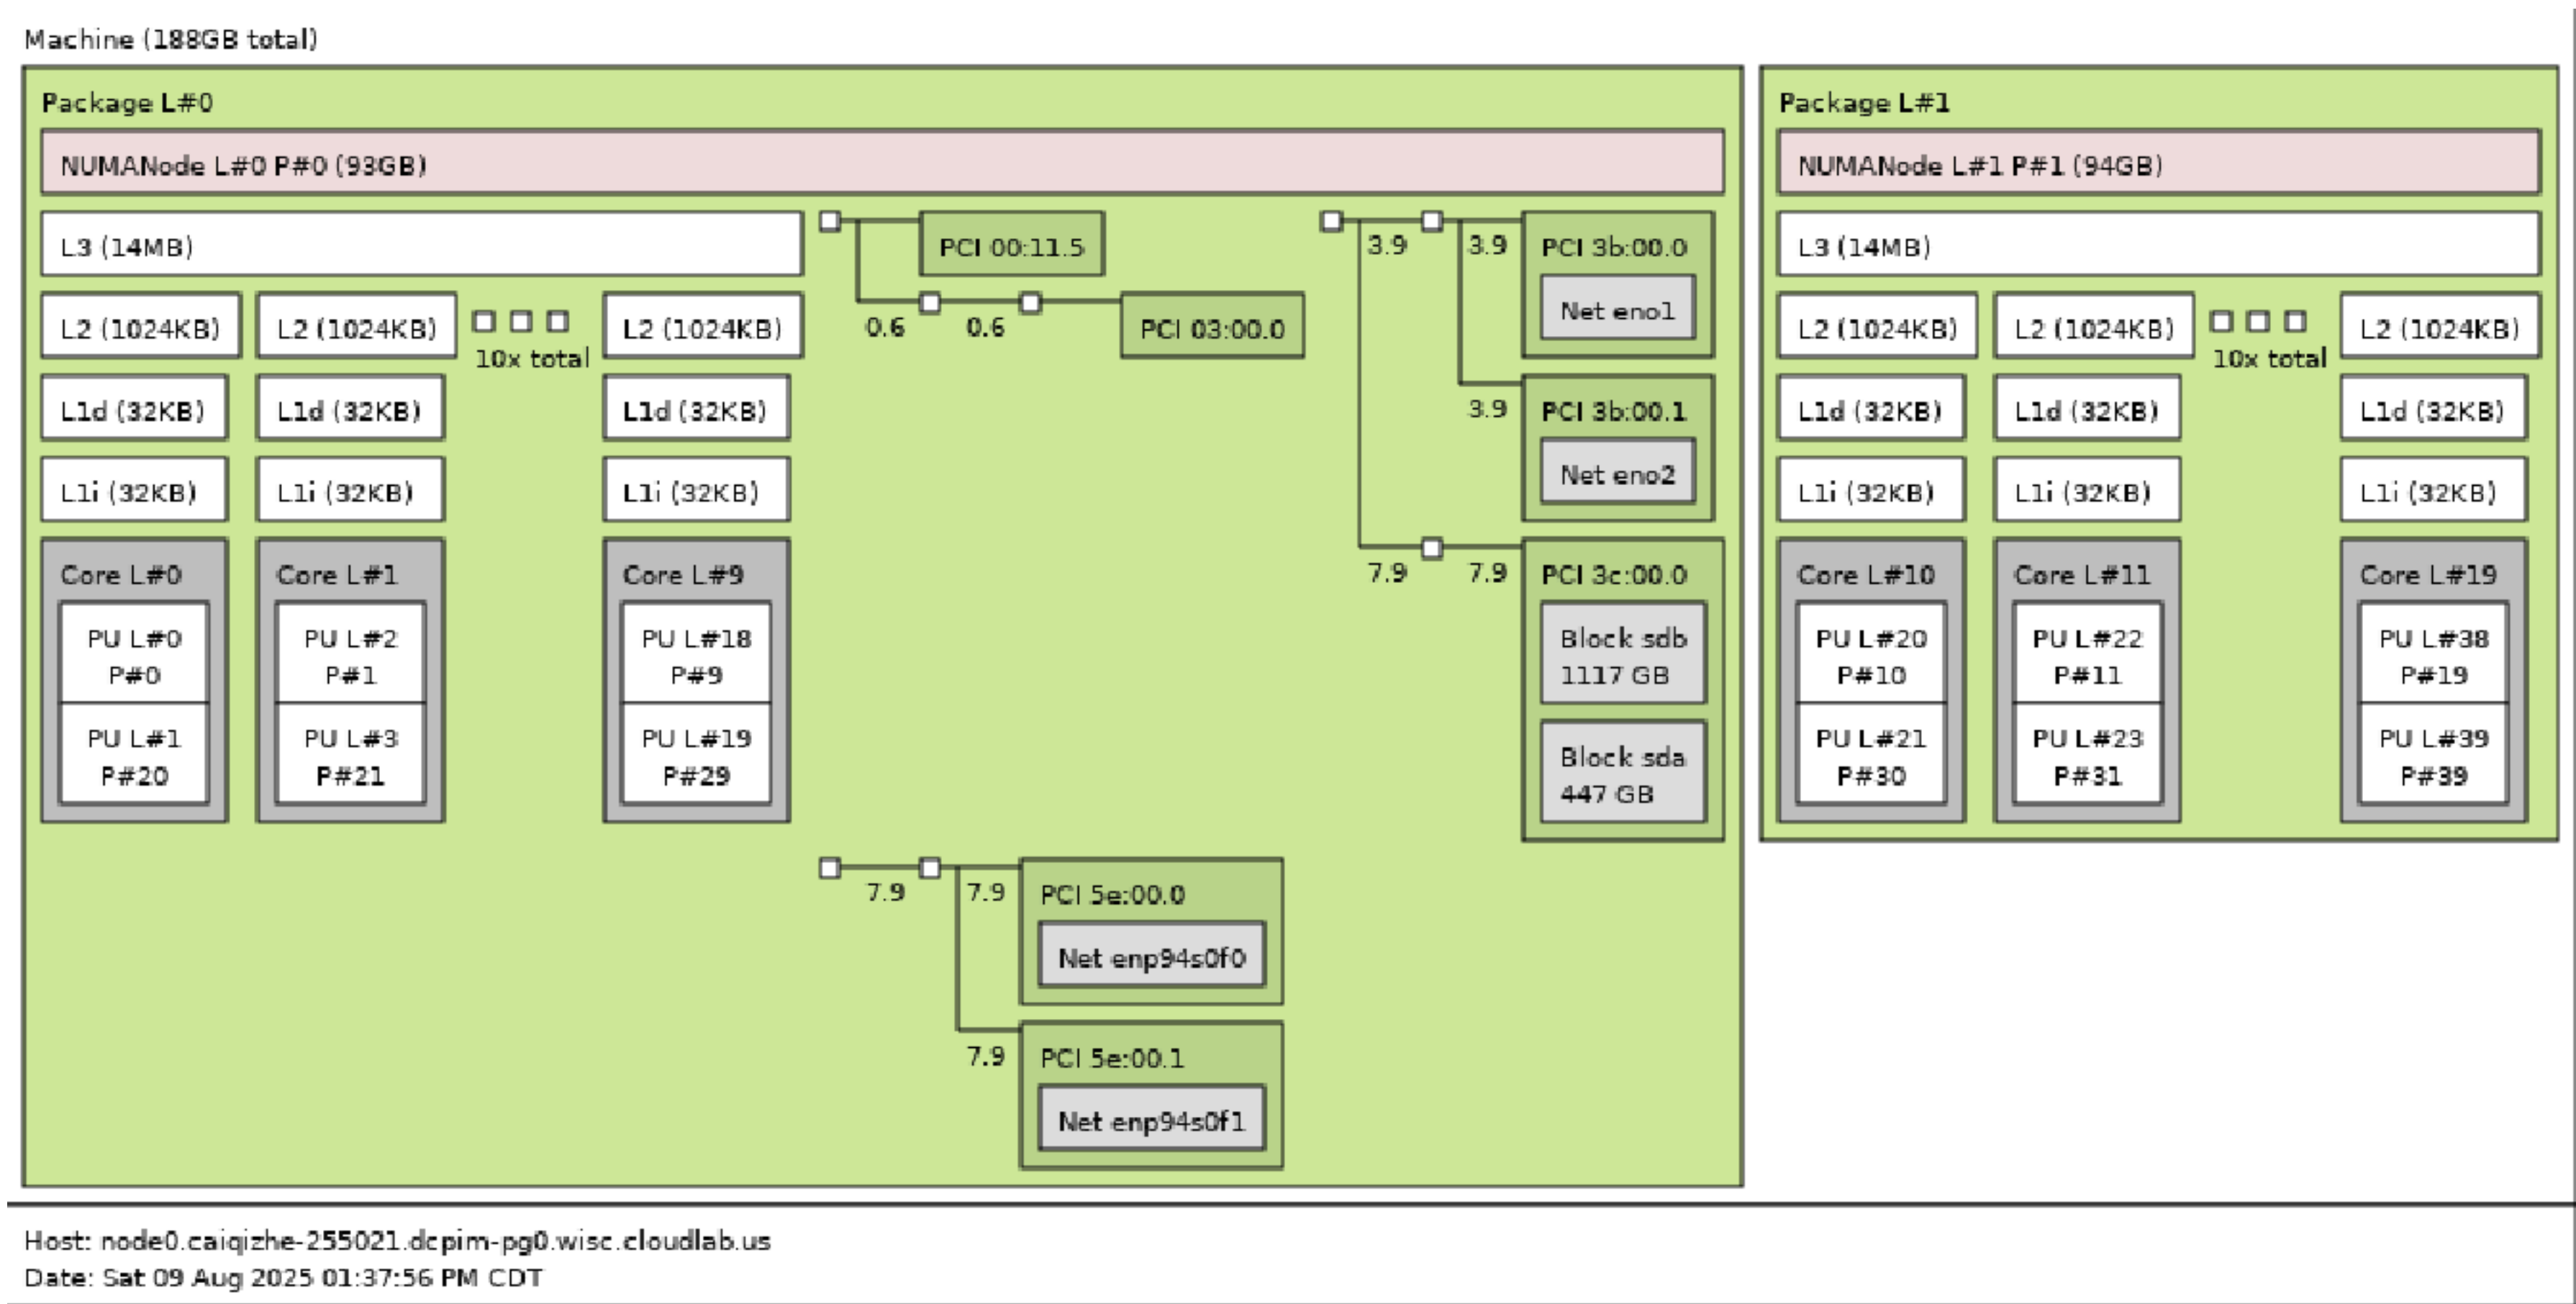 Machine (188GB total)
Package L#0
NUMANode L#0 P#0 (93GB)
L3 (14MB)
L2 (1024KB)
L2 (1024KB)
10x total
L2 (1024KB)
L1d (32KB)
L1d (32KB)
L1d (32KB)
L1i (32KB)
L1i (32KB)
L1i (32KB)
Core L#0
PU L#0
P#0
PU L#1
P#20
Core L#1
PU L#2
P#1
PU L#3
P#21
Core L#9
PU L#18
P#9
PU L#19
P#29
PCI 00:11.5
0.6
0.6
PCI 03:00.0
3.9
3.9
PCI 3b:00.0
Net eno1
3.9
PCI 3b:00.1
Net eno2
7.9
7.9
PCI 3c:00.0
Block sdb
1117 GB
Block sda
447 GB
7.9
7.9
PCI 5e:00.0
Net enp94s0f0
7.9
PCI 5e:00.1
Net enp94s0f1
Package L#1
NUMANode L#1 P#1 (94GB)
L3 (14MB)
L2 (1024KB)
L2 (1024KB)
10x total
L2 (1024KB)
L1d (32KB)
L1d (32KB)
L1d (32KB)
L1i (32KB)
L1i (32KB)
L1i (32KB)
Core L#10
PU L#20
P#10
PU L#21
P#30
Core L#11
PU L#22
P#11
PU L#23
P#31
Core L#19
PU L#38
P#19
PU L#39
P#39
Host: node0.caiqizhe-255021.dcpim-pg0.wisc.cloudlab.us
Date: Sat 09 Aug 2025 01:37:56 PM CDT